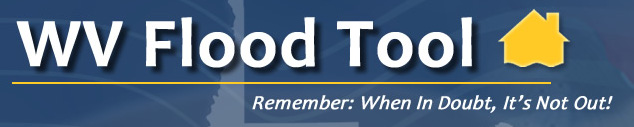 WV Flood Tool
Remember: When In Doubt, It's Not Out!